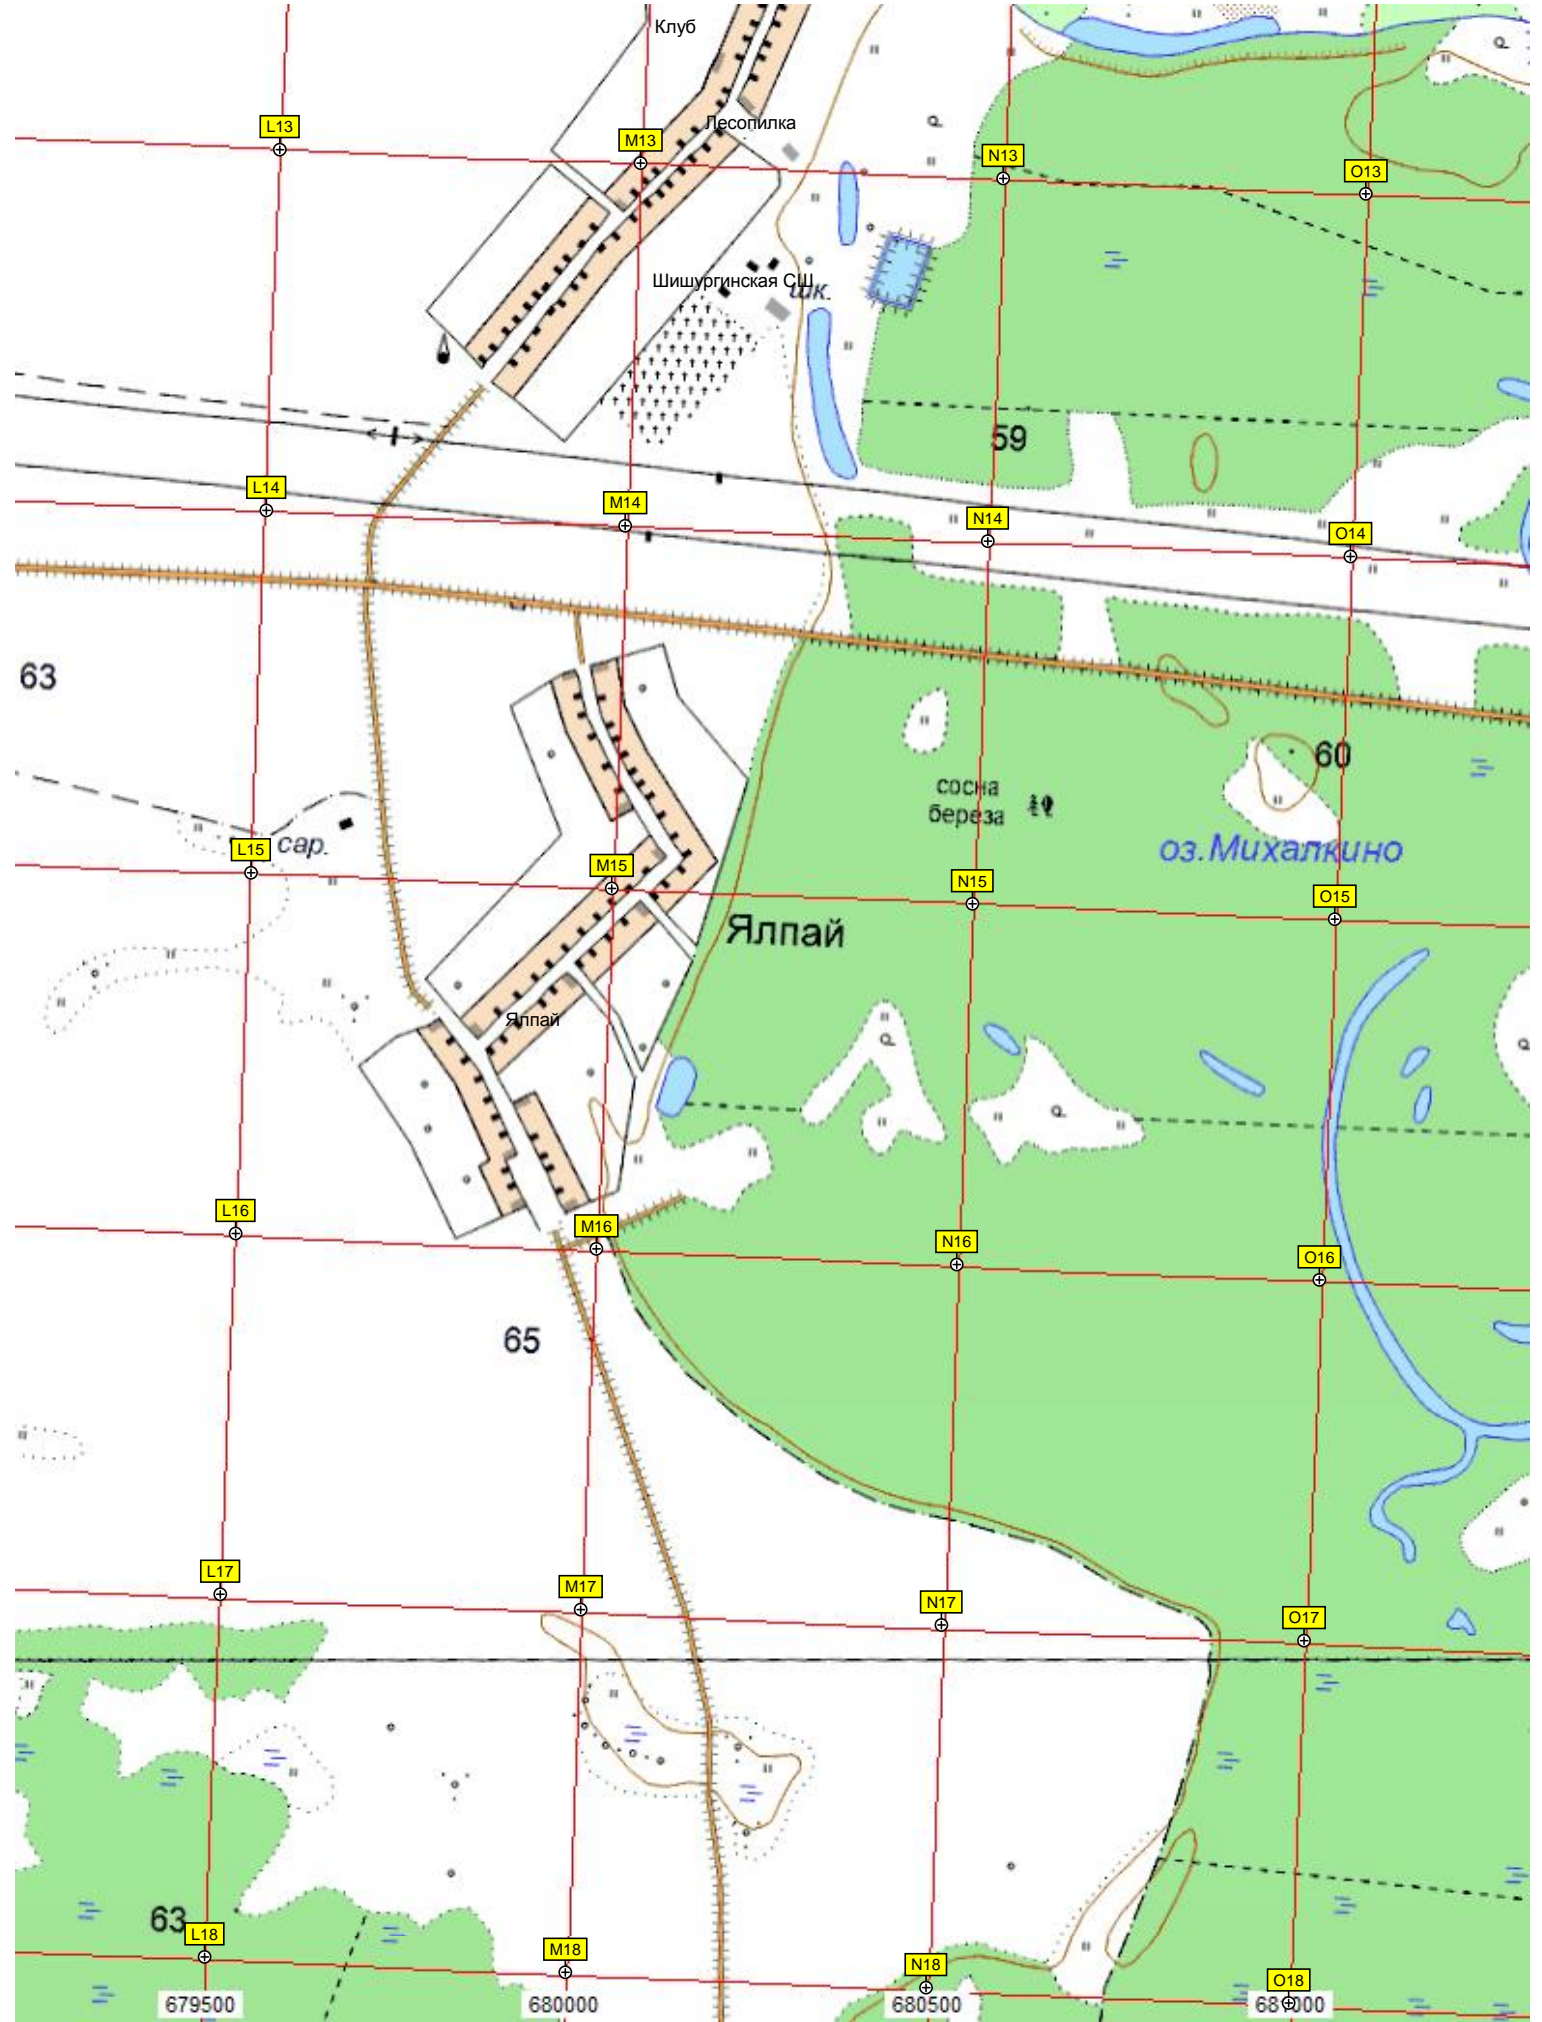 Клуб
L13
M13
Лесопилка
N13
O13
Шишургинская СШ
шк.
59
L14
M14
N14
O14
63
60
сосна
береза
L15
сар.
M15
N15
оз.Михалкино
O15
Ялпай
Ялпай
L16
M16
N16
O16
65
L17
M17
N17
O17
63
L18
M18
N18
O18
679500
680000
680500
681000